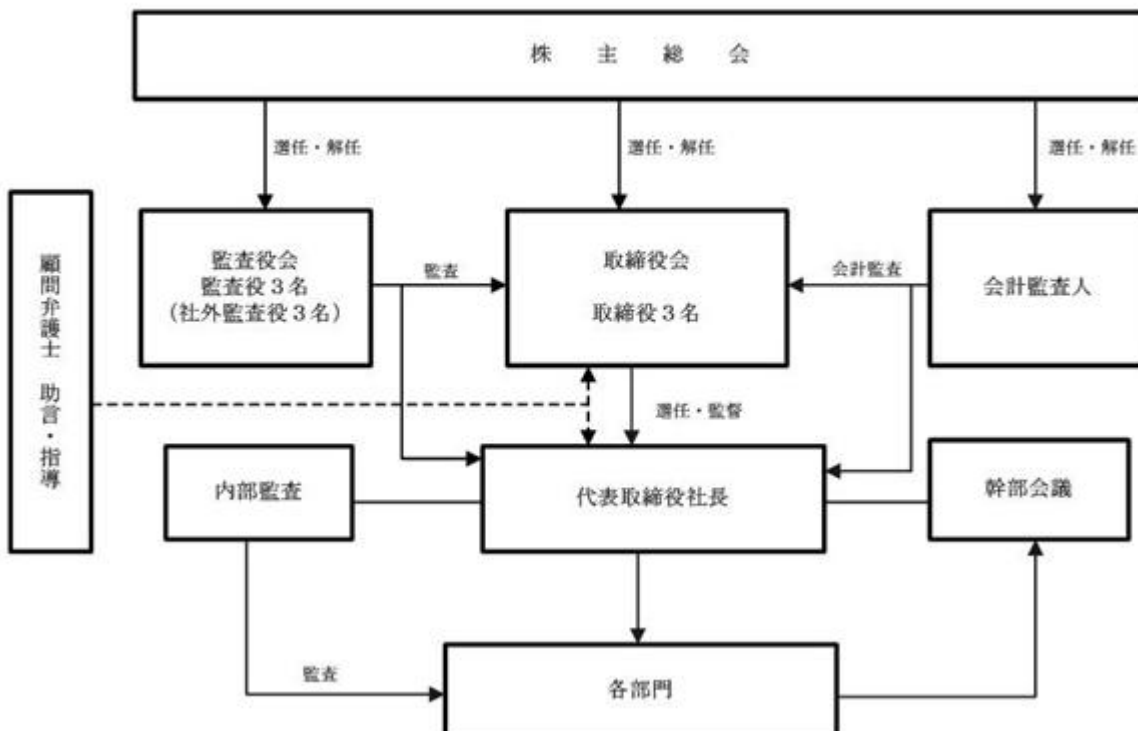 株 主 総 会
選任・解任
選任・解任
選任・解任
顧問弁護士 助言・指導
監査役会
監査役3名
(社外監査役3名)
監査
取締役会
取締役3名
会計監査
会計監査人
選任・監督
内部監査
代表取締役社長
幹部会議
監査
各部門